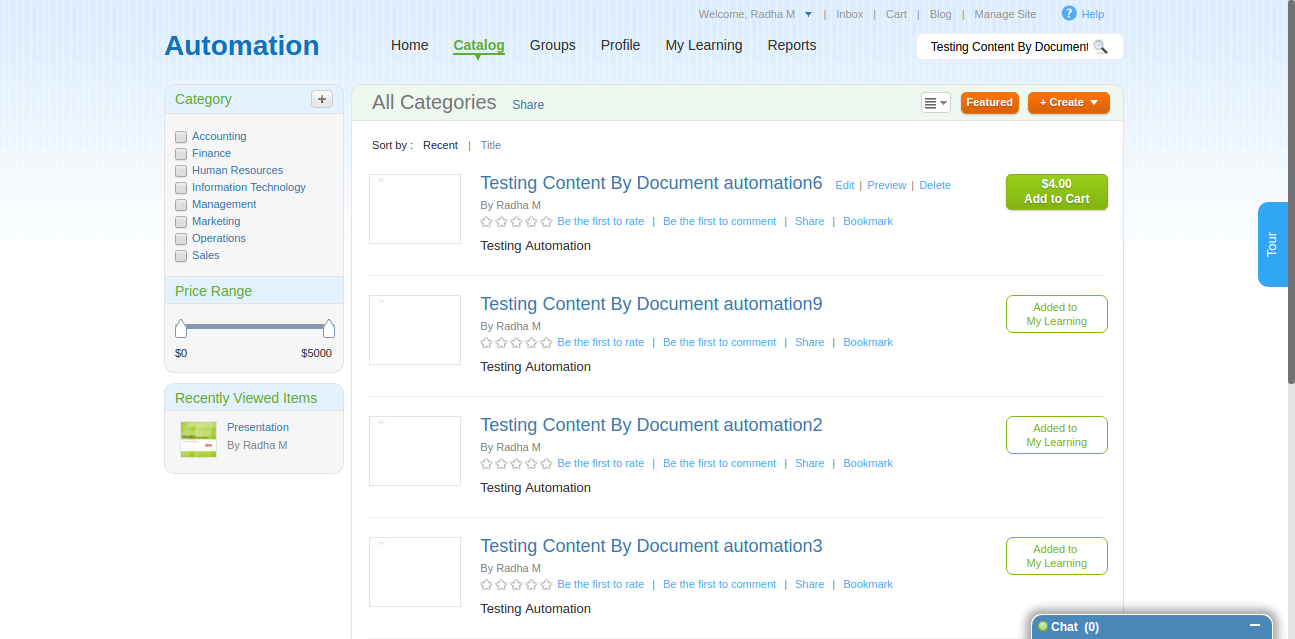 Welcome, Radha M | Inbox | Cart | Blog | Manage Site ? Help
Automation
Home Catalog Groups Profile My Learning Reports
Testing Content By Document
Category +
Accounting
Finance
Human Resources
Information Technology
Management
Marketing
Operations
Sales
Price Range
$0 $5000
Recently Viewed Items
Presentation
By Radha M
All Categories Share
Featured + Create
Sort by : Recent | Title
Testing Content By Document automation6 Edit | Preview | Delete
By Radha M
Be the first to rate | Be the first to comment | Share | Bookmark
Testing Automation
$4.00
Add to Cart
Testing Content By Document automation9
By Radha M
Be the first to rate | Be the first to comment | Share | Bookmark
Testing Automation
Added to
My Learning
Testing Content By Document automation2
By Radha M
Be the first to rate | Be the first to comment | Share | Bookmark
Testing Automation
Added to
My Learning
Testing Content By Document automation3
By Radha M
Be the first to rate | Be the first to comment | Share | Bookmark
Testing Automation
Added to
My Learning
Tour
Chat (0)